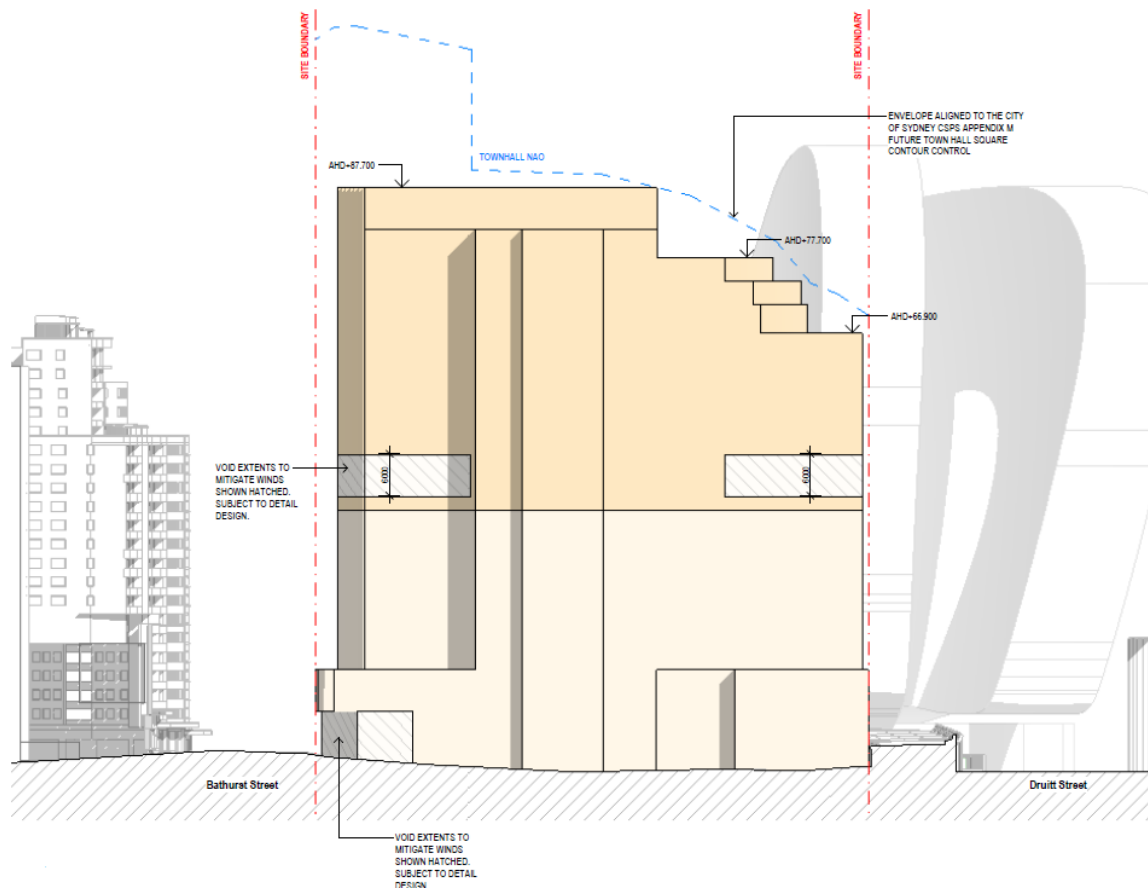 SITE BOUNDARY
SITE BOUNDARY
ENVELOPE ALIGNED TO THE CITY
OF SYDNEY CSPS APPENDIX M
FUTURE TOWN HALL SQUARE
CONTOUR CONTROL
TOWNHALL NAO
AHD+87.700
AHD+77.700
AHD+66.900
VOID EXTENTS TO
MITIGATE WINDS
SHOWN HATCHED.
SUBJECT TO DETAIL
DESIGN.
6000
6000
Bathurst Street
Druitt Street
VOID EXTENTS TO
MITIGATE WINDS
SHOWN HATCHED.
SUBJECT TO DETAIL
DESIGN